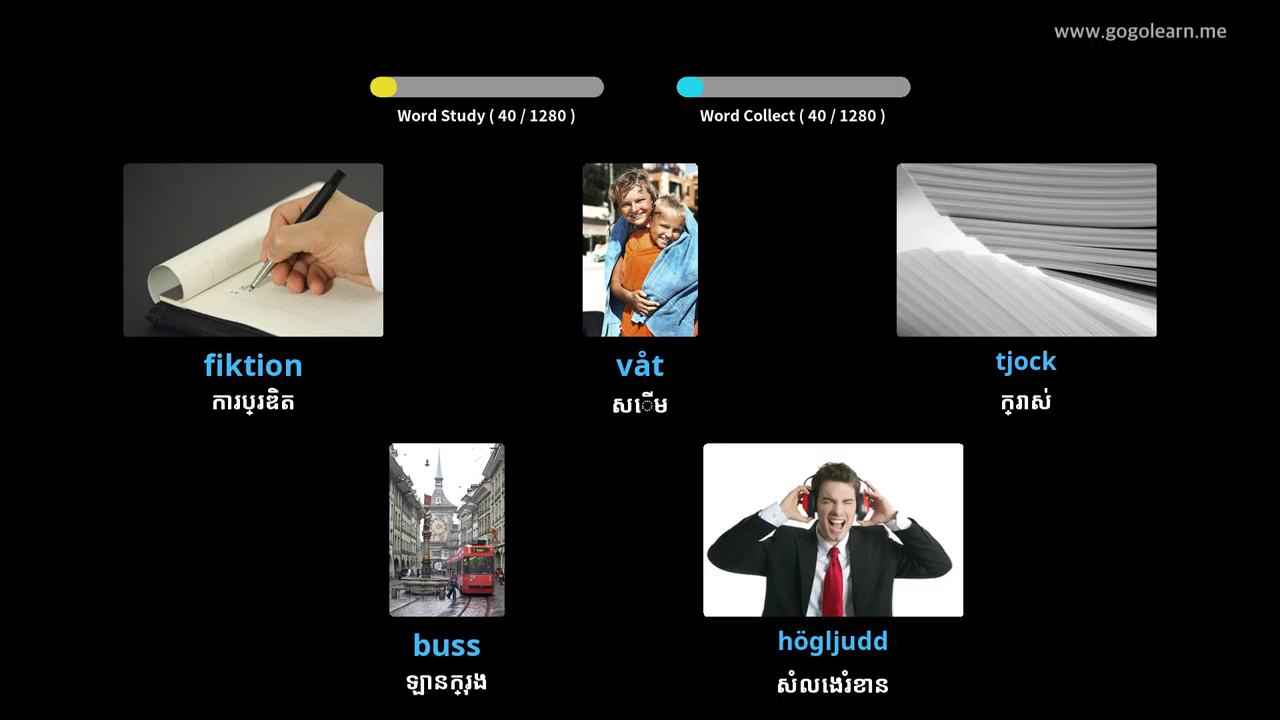 www.gogolearn.me
Word Study ( 40 / 1280 )
Word Collect ( 40 / 1280 )
fiktion
ការប្រឌិត
våt
សើម
tjock
ក្រាស់
buss
ឡានក្រុង
högljudd
សំលេងរំខាន